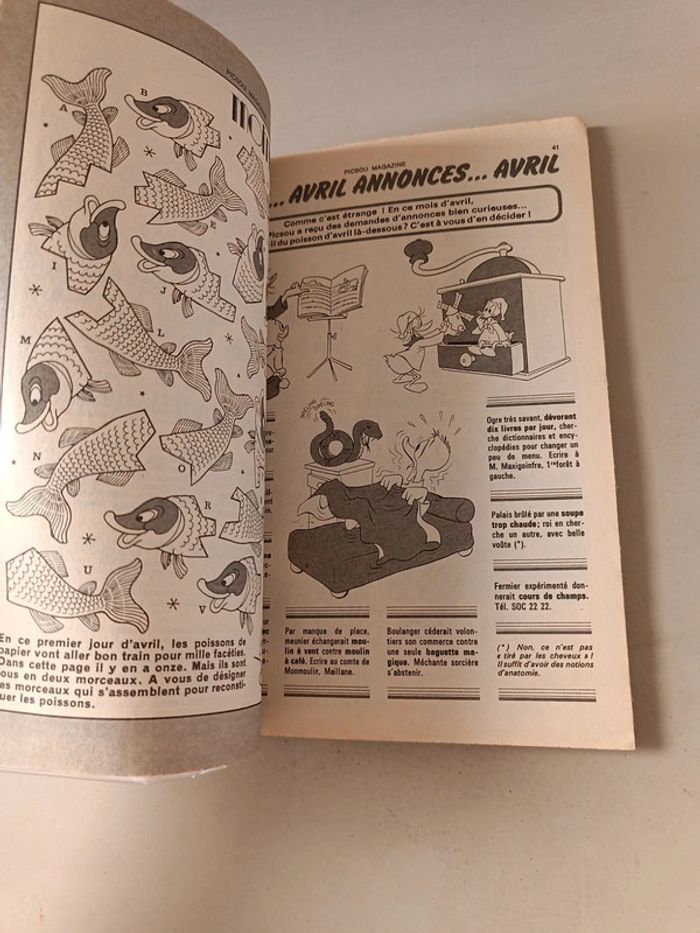 PICSOU MAGAZINE
A
B
E
I
J
M
L
N
O
R
U
V
En ce premier jour d'avril, les poissons de
papier vont aller bon train pour mille facéties.
Dans cette page il y en a onze. Mais ils sont
tous en deux morceaux. A vous de désigner
les morceaux qui s'assemblent pour reconsti-
tuer les poissons.
41
PICSOU MAGAZINE
... AVRIL ANNONCES... AVRIL
Comme c'est étrange ! En ce mois d'avril,
Picsou a reçu des demandes d'annonces bien curieuses...
du poisson d'avril là-dessous ? C'est à vous d'en décider !
DRELING
DRELING
Par manque de place,
meunier échangerait mou-
lin à vent contre moulin
à café. Ecrire au comte de
Monmoulin, Maillane.
Boulanger céderait volon-
tiers son commerce contre
une seule baguette ma-
gique. Méchante sorcière
s'abstenir.
Ogre très savant, dévorant
dix livres par jour, cher-
che dictionnaires et ency-
clopédies pour changer un
peu de menu. Ecrire à
M. Maxigoinfre, 1re forêt à
gauche.
Palais brûlé par une soupe
trop chaude; roi en cher-
che un autre, avec belle
voûte (*).
Fermier expérimenté don-
nerait cours de champs.
Tél. SOC 22 22.
(*) Non, ce n'est pas
« tiré par les cheveux » !
Il suffit d'avoir des notions
d'anatomie.